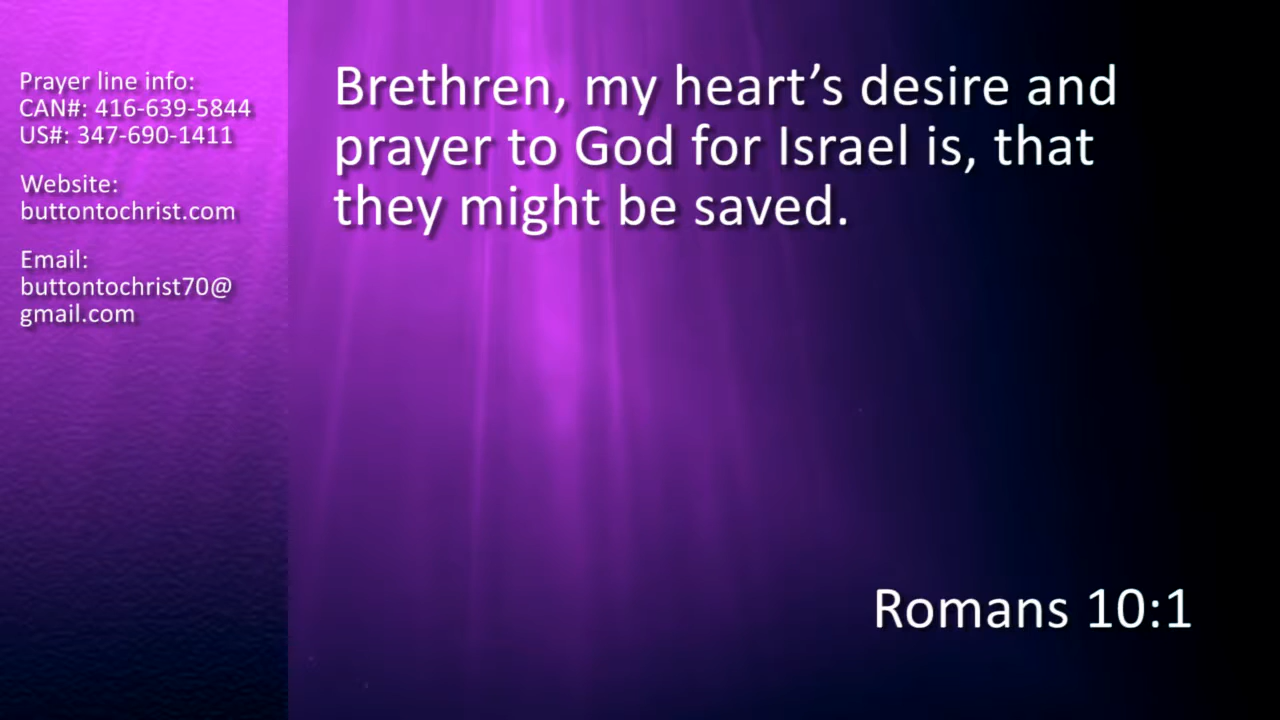 Prayer line info:
CAN#: 416-639-5844
US#: 347-690-1411
Website:
buttontochrist.com
Email:
buttontochrist70@
gmail.com
Brethren, my heart’s desire and
prayer to God for Israel is, that
they might be saved.
Romans 10:1